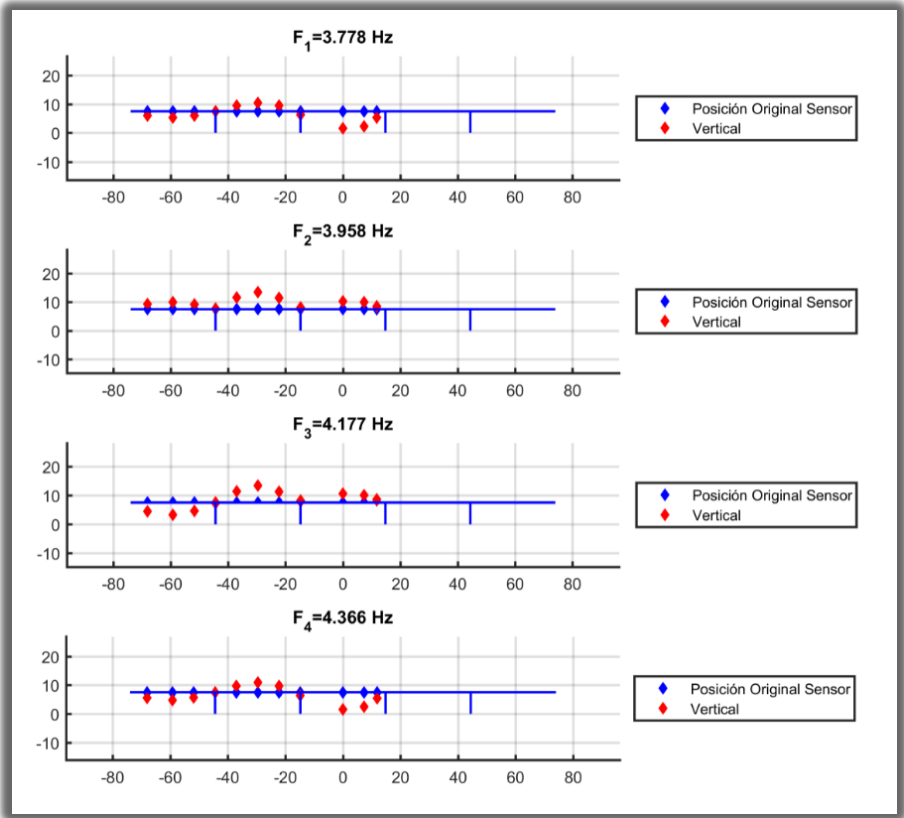 F1=3.778 Hz
20
10
0
-10
-80 -60 -40 -20 0 20 40 60 80
Posición Original Sensor
Vertical
F2=3.958 Hz
20
10
0
-10
-80 -60 -40 -20 0 20 40 60 80
Posición Original Sensor
Vertical
F3=4.177 Hz
20
10
0
-10
-80 -60 -40 -20 0 20 40 60 80
Posición Original Sensor
Vertical
F4=4.366 Hz
20
10
0
-10
-80 -60 -40 -20 0 20 40 60 80
Posición Original Sensor
Vertical